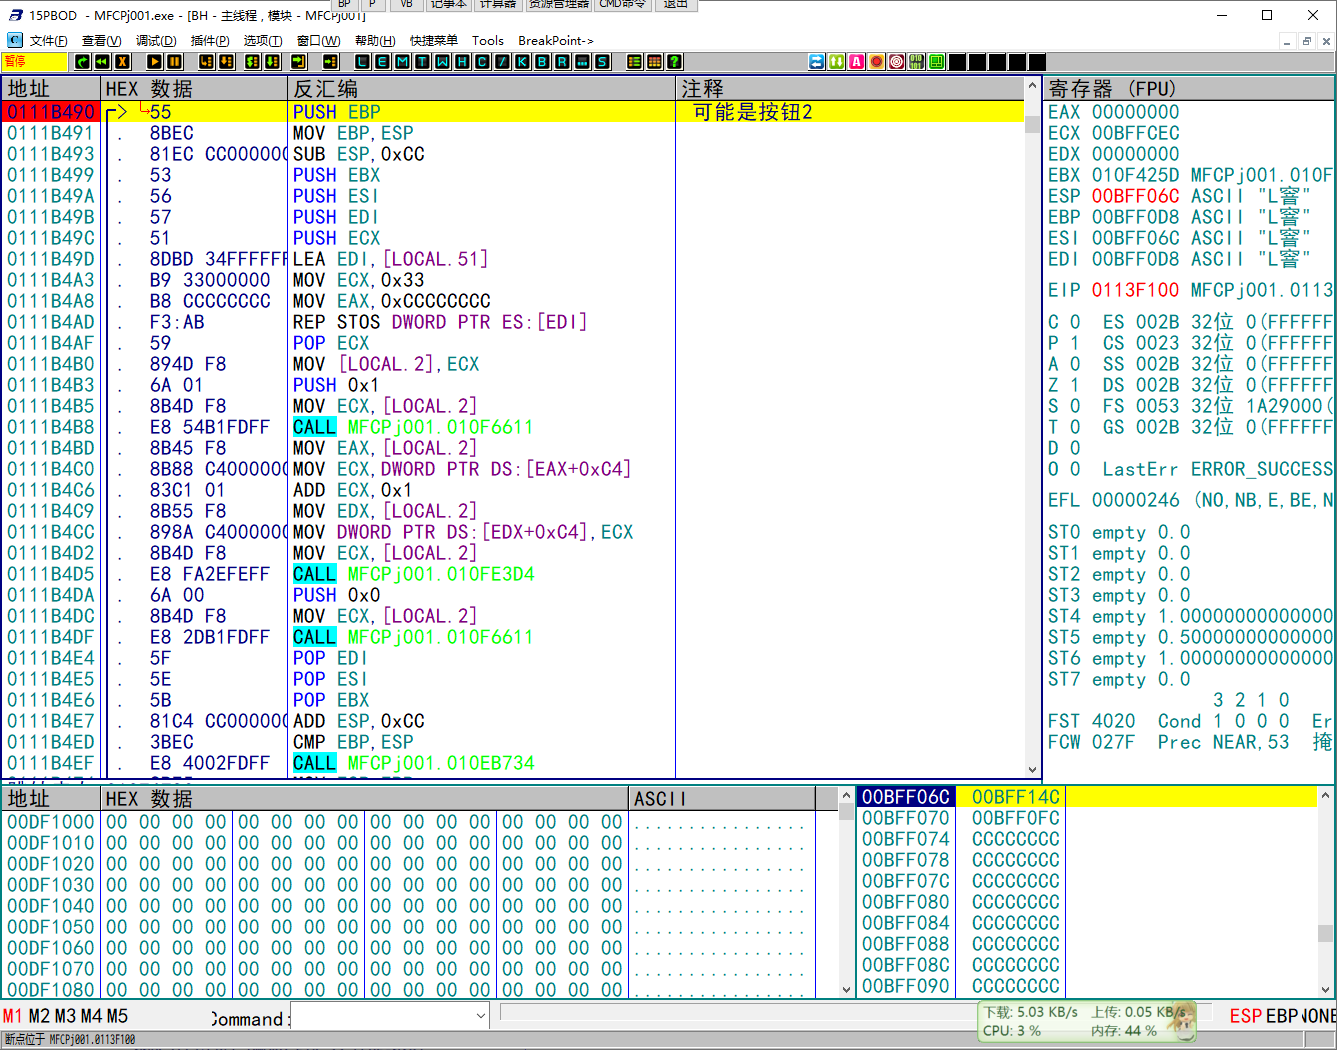 BP P VB 记事本 计算器 资源管理器 CMD命令 退出
15PBOD - MFCPj001.exe - [BH - 主线程 , 模块 - MFCPj001]
文件(F) 查看(V) 调试(D) 插件(P) 选项(T) 窗口(W) 帮助(H) 快捷菜单 Tools BreakPoint->
暂停 L E M T W H C / K B R ... S ?
地址 HEX 数据 反汇编 注释
0111B490 55 PUSH EBP 可能是按钮2
0111B491 . 8BEC MOV EBP,ESP
0111B493 . 81EC CC000000 SUB ESP,0xCC
0111B499 . 53 PUSH EBX
0111B49A . 56 PUSH ESI
0111B49B . 57 PUSH EDI
0111B49C . 51 PUSH ECX
0111B49D . 8DBD 34FFFFFF LEA EDI,[LOCAL.51]
0111B4A3 . B9 33000000 MOV ECX,0x33
0111B4A8 . B8 CCCCCCCC MOV EAX,0xCCCCCCCC
0111B4AD . F3:AB REP STOS DWORD PTR ES:[EDI]
0111B4AF . 59 POP ECX
0111B4B0 . 894D F8 MOV [LOCAL.2],ECX
0111B4B3 . 6A 01 PUSH 0x1
0111B4B5 . 8B4D F8 MOV ECX,[LOCAL.2]
0111B4B8 . E8 54B1FDFF CALL MFCPj001.010F6611
0111B4BD . 8B45 F8 MOV EAX,[LOCAL.2]
0111B4C0 . 8B88 C4000000 MOV ECX,DWORD PTR DS:[EAX+0xC4]
0111B4C6 . 83C1 01 ADD ECX,0x1
0111B4C9 . 8B55 F8 MOV EDX,[LOCAL.2]
0111B4CC . 898A C4000000 MOV DWORD PTR DS:[EDX+0xC4],ECX
0111B4D2 . 8B4D F8 MOV ECX,[LOCAL.2]
0111B4D5 . E8 FA2EFEFF CALL MFCPj001.010FE3D4
0111B4DA . 6A 00 PUSH 0x0
0111B4DC . 8B4D F8 MOV ECX,[LOCAL.2]
0111B4DF . E8 2DB1FDFF CALL MFCPj001.010F6611
0111B4E4 . 5F POP EDI
0111B4E5 . 5E POP ESI
0111B4E6 . 5B POP EBX
0111B4E7 . 81C4 CC000000 ADD ESP,0xCC
0111B4ED . 3BEC CMP EBP,ESP
0111B4EF . E8 4002FDFF CALL MFCPj001.010EB734
寄存器 (FPU)
EAX 00000000
ECX 00BFFCEC
EDX 00000000
EBX 010F425D MFCPj001.010F
ESP 00BFF06C ASCII "L窨"
EBP 00BFF0D8 ASCII "L窨"
ESI 00BFF06C ASCII "L窨"
EDI 00BFF0D8 ASCII "L窨"
EIP 0113F100 MFCPj001.0113
C 0 ES 002B 32位 0(FFFFFF
P 1 CS 0023 32位 0(FFFFFF
A 0 SS 002B 32位 0(FFFFFF
Z 1 DS 002B 32位 0(FFFFFF
S 0 FS 0053 32位 1A29000(
T 0 GS 002B 32位 0(FFFFFF
D 0
O 0 LastErr ERROR_SUCCESS
EFL 00000246 (NO,NB,E,BE,N
ST0 empty 0.0
ST1 empty 0.0
ST2 empty 0.0
ST3 empty 0.0
ST4 empty 1.00000000000000
ST5 empty 0.50000000000000
ST6 empty 1.00000000000000
ST7 empty 0.0
3 2 1 0
FST 4020 Cond 1 0 0 0 Er
FCW 027F Prec NEAR,53 掩
地址 HEX 数据 ASCII
00DF1000 00 00 00 00 00 00 00 00 00 00 00 00 00 00 00 00 ................
00DF1010 00 00 00 00 00 00 00 00 00 00 00 00 00 00 00 00 ................
00DF1020 00 00 00 00 00 00 00 00 00 00 00 00 00 00 00 00 ................
00DF1030 00 00 00 00 00 00 00 00 00 00 00 00 00 00 00 00 ................
00DF1040 00 00 00 00 00 00 00 00 00 00 00 00 00 00 00 00 ................
00DF1050 00 00 00 00 00 00 00 00 00 00 00 00 00 00 00 00 ................
00DF1060 00 00 00 00 00 00 00 00 00 00 00 00 00 00 00 00 ................
00DF1070 00 00 00 00 00 00 00 00 00 00 00 00 00 00 00 00 ................
00DF1080 00 00 00 00 00 00 00 00 00 00 00 00 00 00 00 00 ................
00BFF06C 00BFF14C
00BFF070 00BFF0FC
00BFF074 CCCCCCCC
00BFF078 CCCCCCCC
00BFF07C CCCCCCCC
00BFF080 CCCCCCCC
00BFF084 CCCCCCCC
00BFF088 CCCCCCCC
00BFF08C CCCCCCCC
00BFF090 CCCCCCCC
M1 M2 M3 M4 M5 Command: ESP EBP NONE
下载: 5.03 KB/s 上传: 0.05 KB/s
CPU: 3 % 内存: 44 %
断点位于 MFCPj001.0113F100